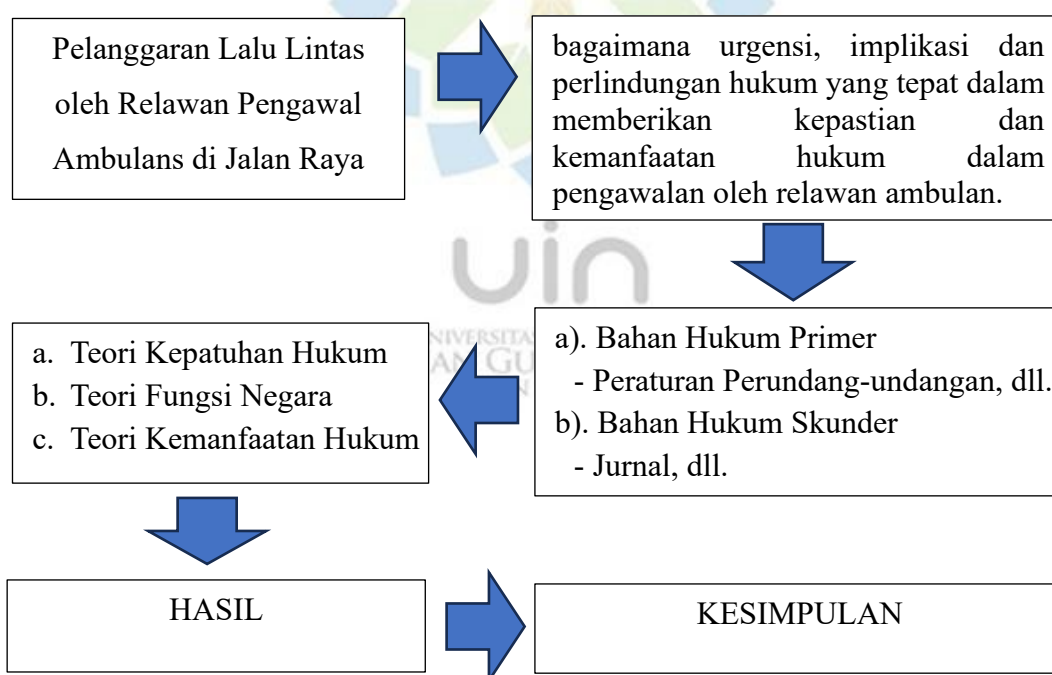 Pelanggaran Lalu Lintas
oleh Relawan Pengawal
Ambulans di Jalan Raya
bagaimana urgensi, implikasi dan
perlindungan hukum yang tepat dalam
memberikan kepastian dan
kemanfaatan hukum dalam
pengawalan oleh relawan ambulan.
uin
a). Bahan Hukum Primer
- Peraturan Perundang-undangan, dll.
b). Bahan Hukum Skunder
- Jurnal, dll.
a. Teori Kepatuhan Hukum
b. Teori Fungsi Negara
c. Teori Kemanfaatan Hukum
HASIL
KESIMPULAN